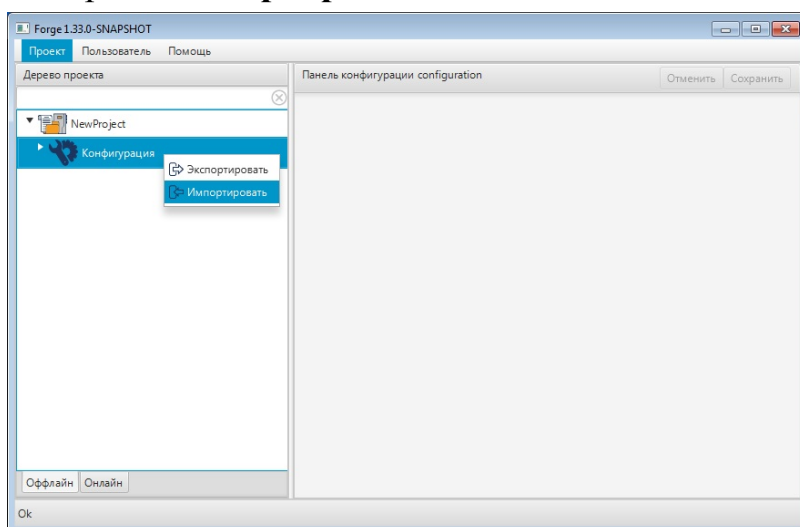 Forge 1.33.0-SNAPSHOT
Проект Пользователь Помощь
Дерево проекта
Панель конфигурации configuration
Отменить Сохранить
NewProject
Конфигурация
Экспортировать
Импортировать
Оффлайн Онлайн
Ok